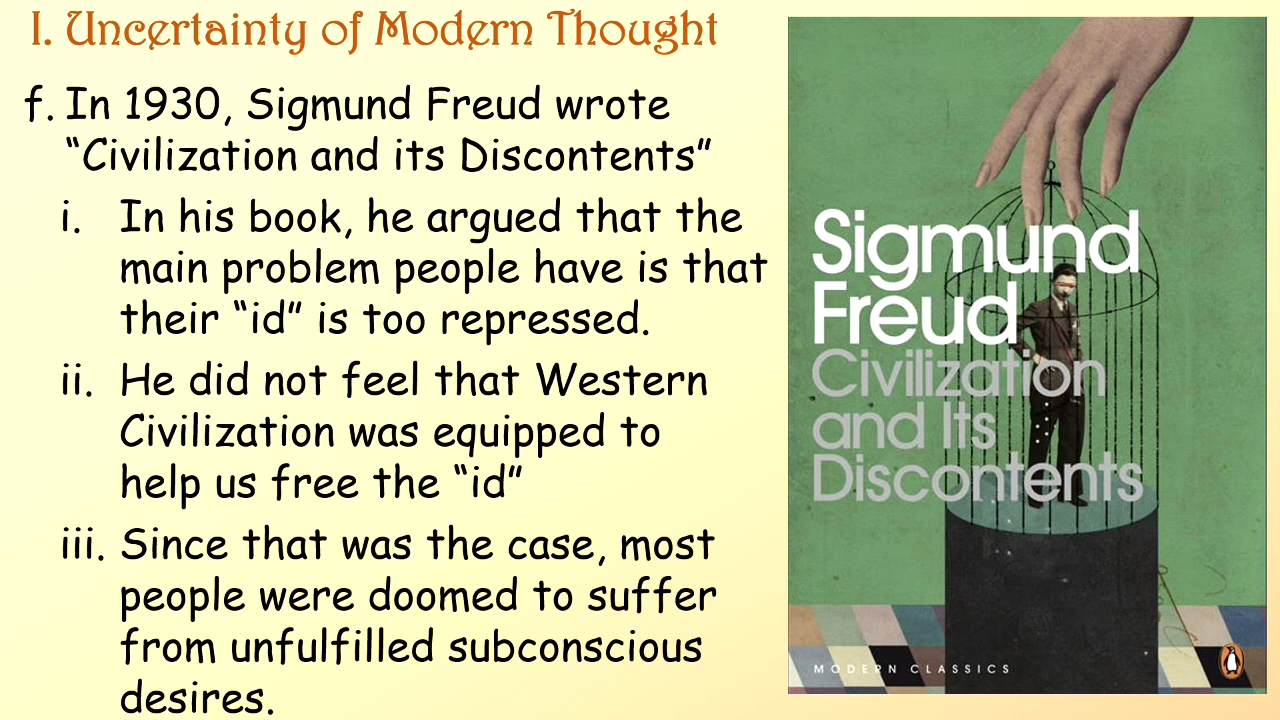 I. Uncertainty of Modern Thought
f. In 1930, Sigmund Freud wrote
“Civilization and its Discontents”
i. In his book, he argued that the
main problem people have is that
their “id” is too repressed.
ii. He did not feel that Western
Civilization was equipped to
help us free the “id”
iii. Since that was the case, most
people were doomed to suffer
from unfulfilled subconscious
desires.
Sigmund
Freud
Civilization
and Its
Discontents
MODERN CLASSICS